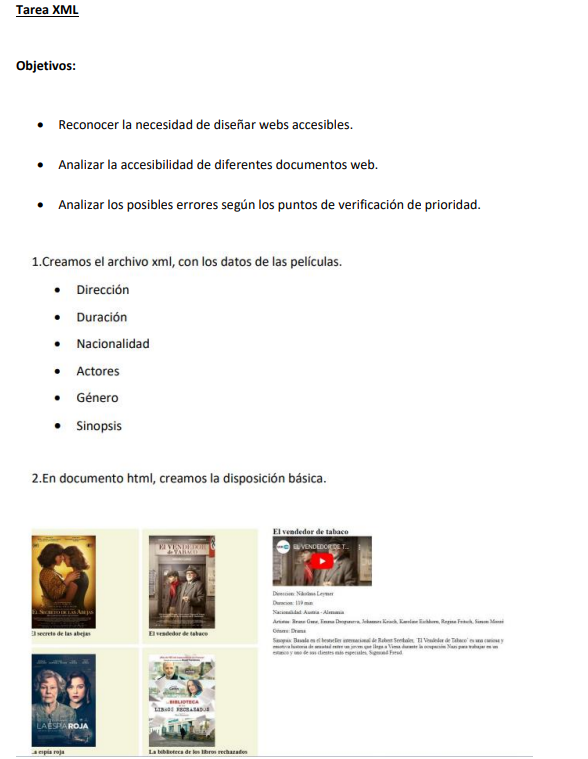 Tarea XML
Objetivos:
• Reconocer la necesidad de diseñar webs accesibles.
• Analizar la accesibilidad de diferentes documentos web.
• Analizar los posibles errores según los puntos de verificación de prioridad.
1.Creamos el archivo xml, con los datos de las películas.
• Dirección
• Duración
• Nacionalidad
• Actores
• Género
• Sinopsis
2.En documento html, creamos la disposición básica.
EL SECRETO DE LAS ABEJAS
El secreto de las abejas
EL VENDEDOR
de TABACO
El vendedor de tabaco
LA ESPÍA ROJA
a espía roja
BIBLIOTECA
LIBROS RECHAZADOS
La biblioteca de los libros rechazados
El vendedor de tabaco
EL VENDEDOR DE T...
Direccion: Nikolaus Leytner
Duracion: 119 min
Nacionalidad: Austria - Alemania
Artistas: Bruno Ganz, Emma Drogunova, Johannes Krisch, Karoline Eichhorn, Regina Fritsch, Simon Morzé
Género: Drama
Sinopsis: Basada en el bestseller internacional de Robert Seethaler, 'El Vendedor de Tabaco' es una curiosa y
emotiva historia de amistad entre un joven que llega a Viena durante la ocupación Nazi para trabajar en un
estanco y uno de sus clientes más especiales, Sigmund Freud.